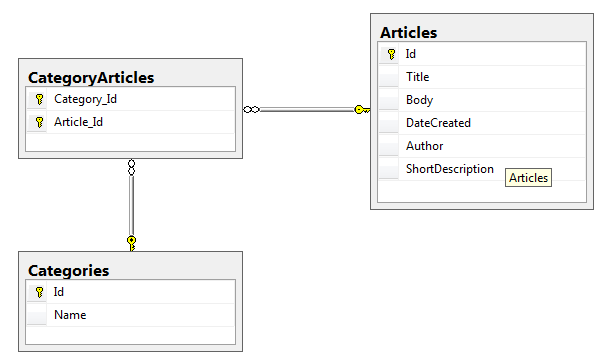 CategoryArticles
Category_Id
Article_Id
Articles
Id
Title
Body
DateCreated
Author
ShortDescription
Articles
Categories
Id
Name